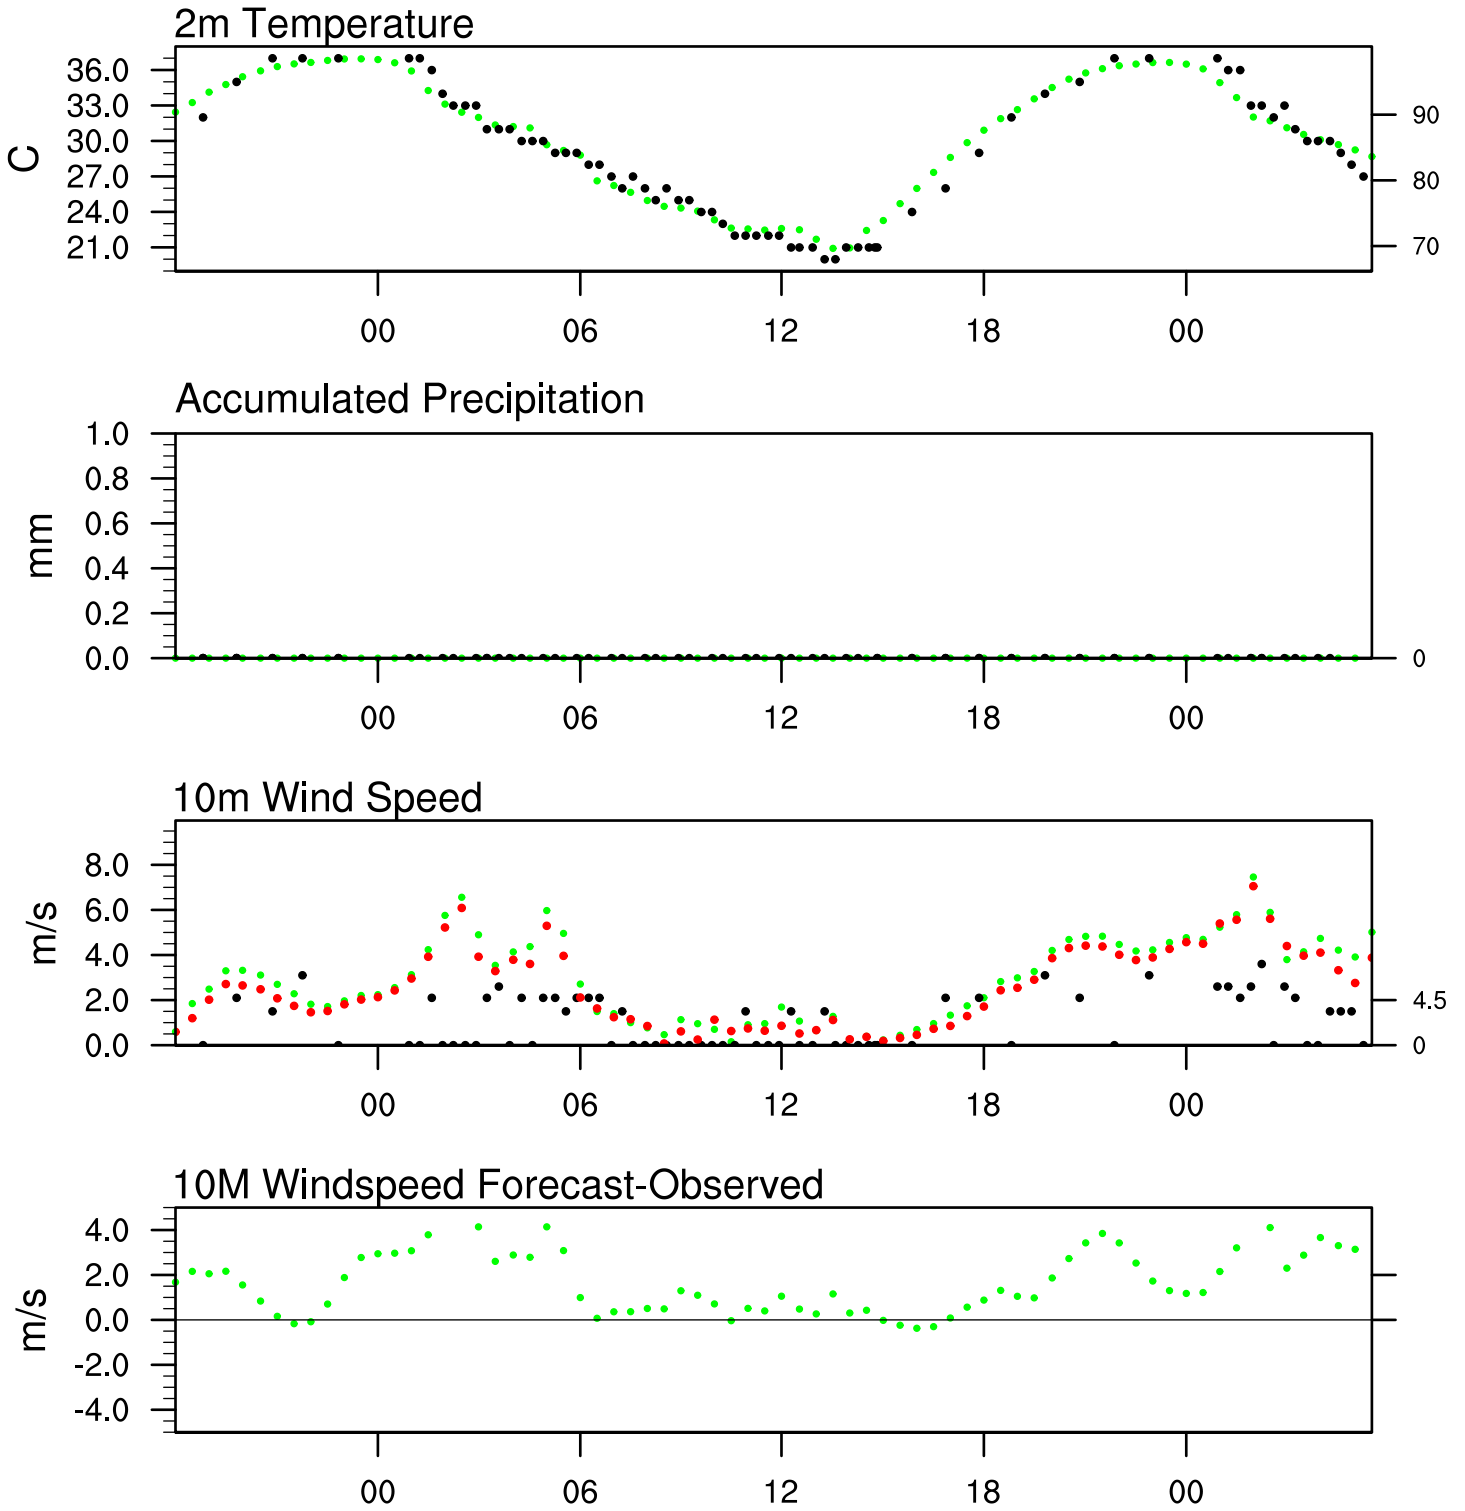 2m Temperature
36.0
33.0
30.0
27.0
24.0
21.0
C
90
80
70
00 06 12 18 00
Accumulated Precipitation
1.0
0.8
0.6
0.4
0.2
0.0
mm
0
00 06 12 18 00
10m Wind Speed
8.0
6.0
4.0
2.0
0.0
m/s
4.5
0
00 06 12 18 00
10M Windspeed Forecast-Observed
4.0
2.0
0.0
-2.0
-4.0
m/s
00 06 12 18 00